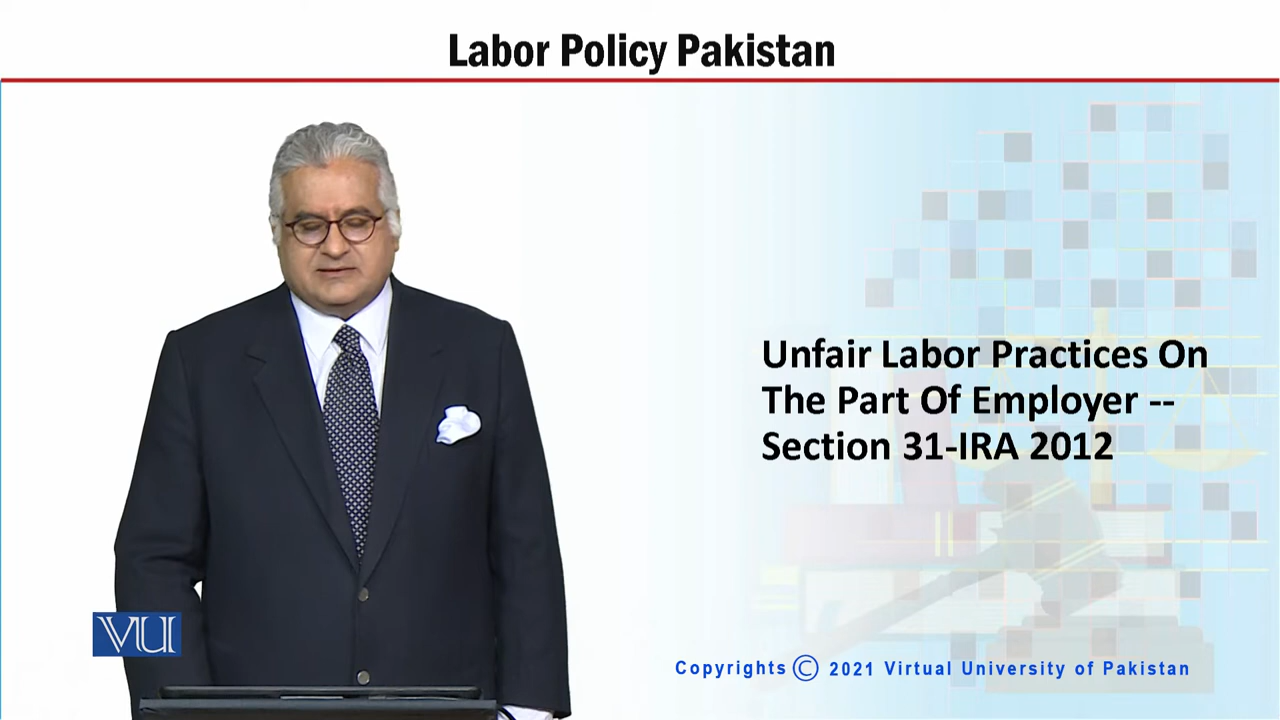 Labor Policy Pakistan
Unfair Labor Practices On
The Part Of Employer --
Section 31-IRA 2012
VU
Copyrights © 2021 Virtual University of Pakistan